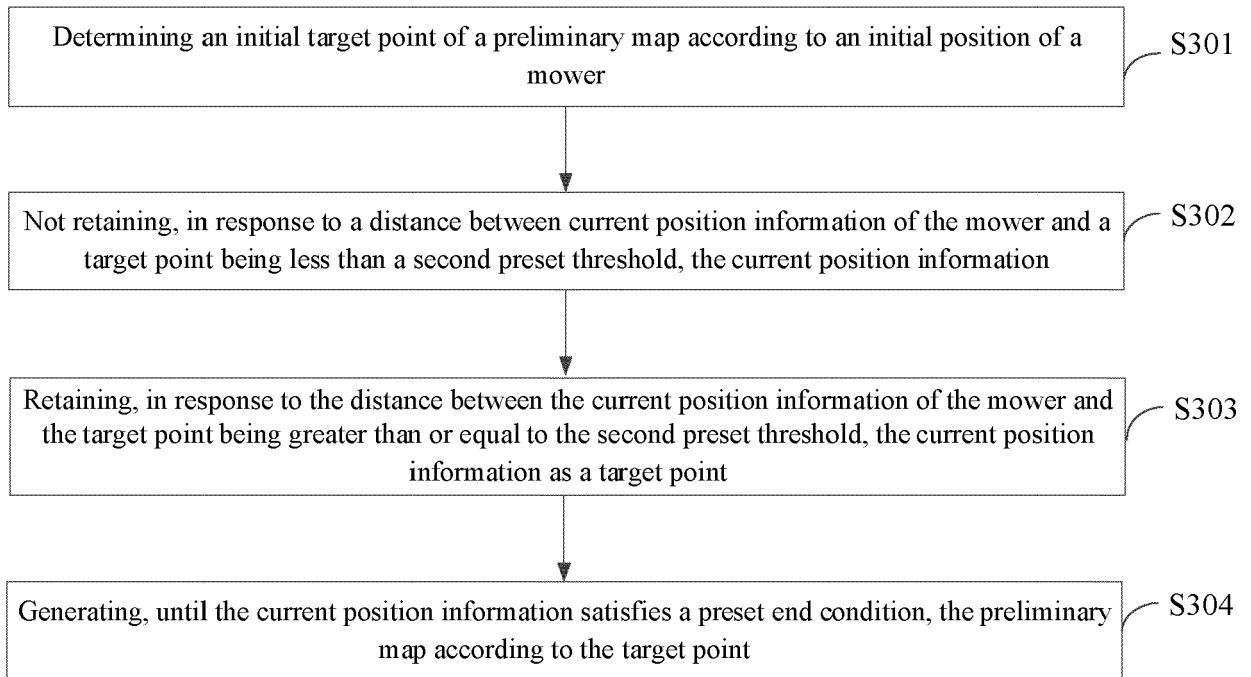 Determining an initial target point of a preliminary map according to an initial position of a
mower
S301
Not retaining, in response to a distance between current position information of the mower and a
target point being less than a second preset threshold, the current position information
S302
Retaining, in response to the distance between the current position information of the mower and
the target point being greater than or equal to the second preset threshold, the current position
information as a target point
S303
Generating, until the current position information satisfies a preset end condition, the preliminary
map according to the target point
S304